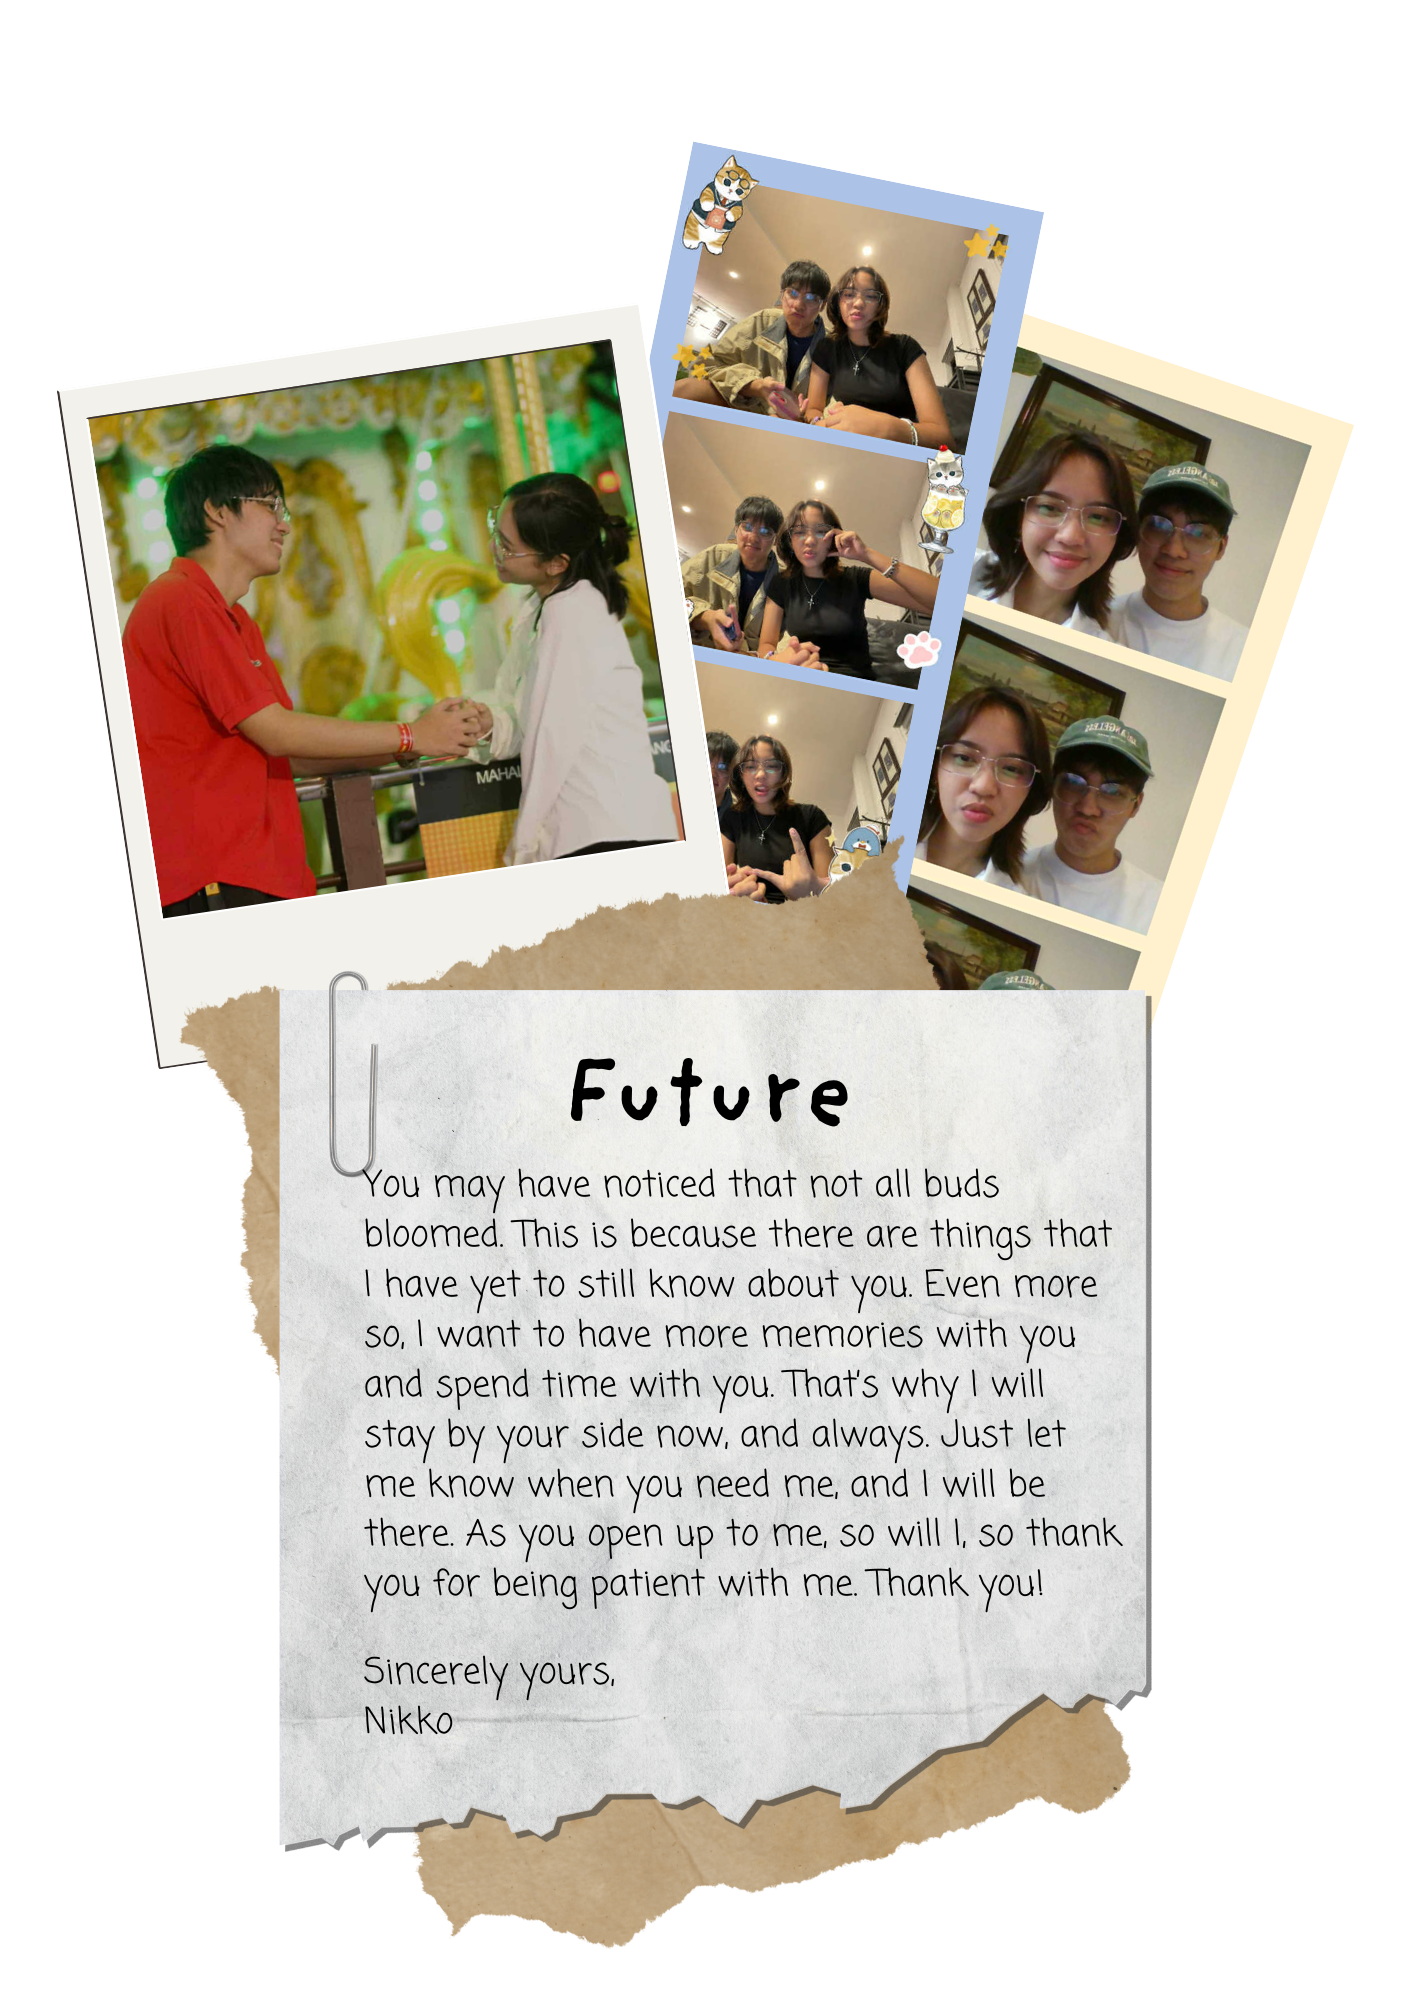 MAHAL
ANG
Future
You may have noticed that not all buds
bloomed. This is because there are things that
I have yet to still know about you. Even more
so, I want to have more memories with you
and spend time with you. That's why I will
stay by your side now, and always. Just let
me know when you need me, and I will be
there. As you open up to me, so will I, so thank
you for being patient with me. Thank you!
Sincerely yours,
Nikko